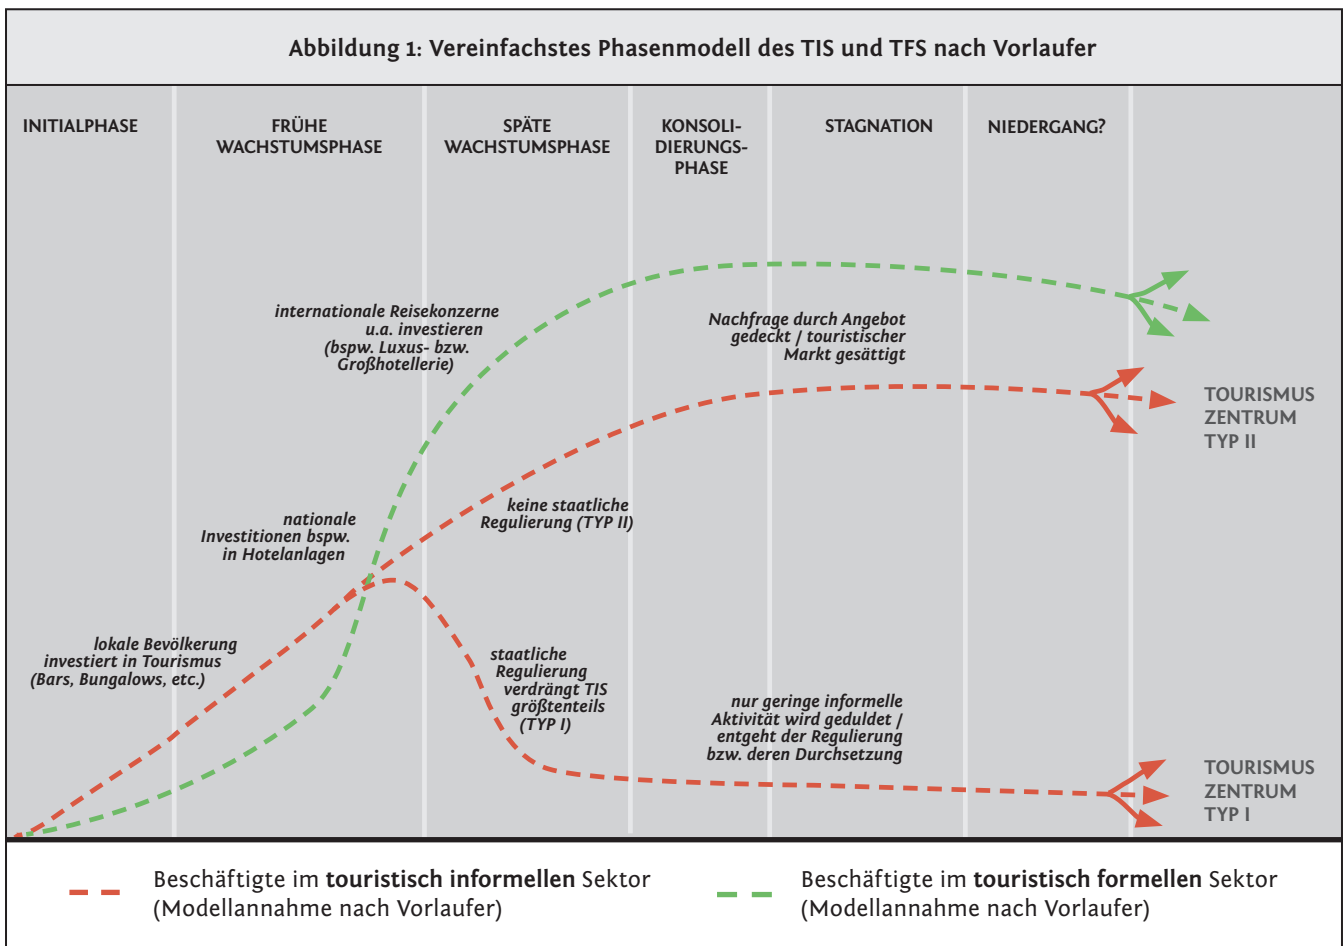 Abbildung 1: Vereinfachstes Phasenmodell des TIS und TFS nach Vorlaufer
INITIALPHASE
FRÜHE
WACHSTUMSPHASE
SPÄTE
WACHSTUMSPHASE
KONSOLI-
DIERUNGS-
PHASE
STAGNATION
NIEDERGANG?
internationale Reisekonzerne
u.a. investieren
(bspw. Luxus- bzw.
Großhotellerie)
Nachfrage durch Angebot
gedeckt / touristischer
Markt gesättigt
TOURISMUS
ZENTRUM
TYP II
nationale
Investitionen bspw.
in Hotelanlagen
keine staatliche
Regulierung (TYP II)
lokale Bevölkerung
investiert in Tourismus
(Bars, Bungalows, etc.)
staatliche
Regulierung
verdrängt TIS
größtenteils
(TYP I)
nur geringe informelle
Aktivität wird geduldet /
entgeht der Regulierung
bzw. deren Durchsetzung
TOURISMUS
ZENTRUM
TYP I
Beschäftigte im touristisch informellen Sektor
(Modellannahme nach Vorlaufer)
Beschäftigte im touristisch formellen Sektor
(Modellannahme nach Vorlaufer)